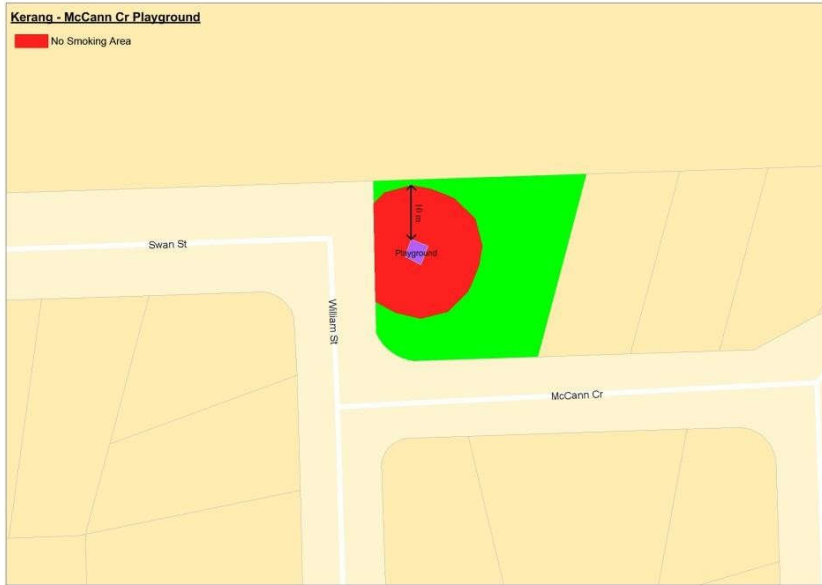 Kerang - McCann Cr Playground
No Smoking Area
10 m
Swan St
Playground
William St
McCann Cr